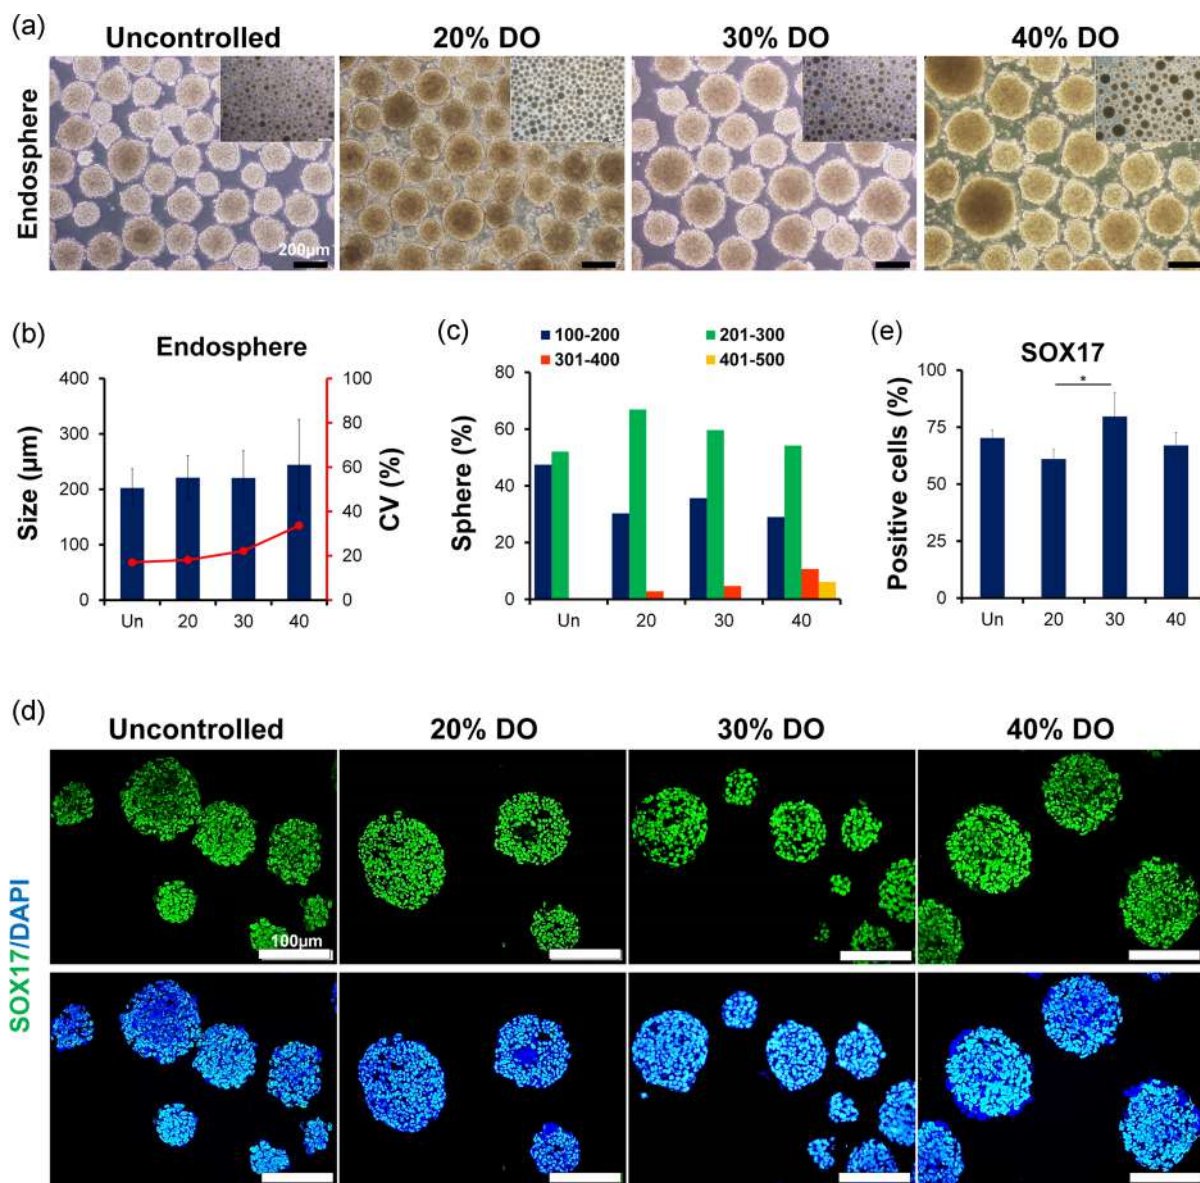 (a)
Uncontrolled 20% DO 30% DO 40% DO
Endosphere
200µm
(b)
Endosphere
Size (µm)
400
300
200
100
0
CV (%)
100
80
60
40
20
0
Un 20 30 40
(c)
100-200 201-300
301-400 401-500
Sphere (%)
80
60
40
20
0
Un 20 30 40
(e)
SOX17
Positive cells (%)
100
75
50
25
0
*
Un 20 30 40
(d)
Uncontrolled 20% DO 30% DO 40% DO
SOX17/DAPI
100µm